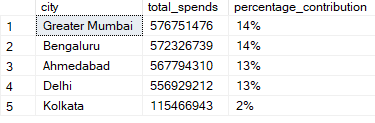 city total_spends percentage_contribution
1 Greater Mumbai 576751476 14%
2 Bengaluru 572326739 14%
3 Ahmedabad 567794310 13%
4 Delhi 556929212 13%
5 Kolkata 115466943 2%